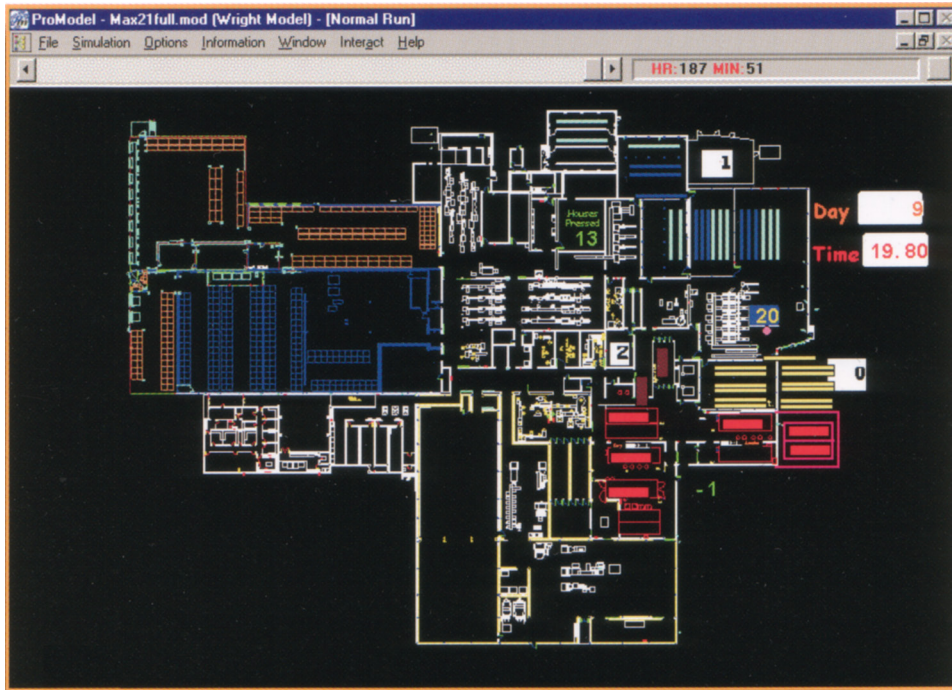 ProModel - Max21full.mod (Wright Model) - [Normal Run]
File Simulation Options Information Window Interact Help
HR:187 MIN:51
1
Day 9
Houser
Pressed
13
Time 19.80
20
2
0
-1